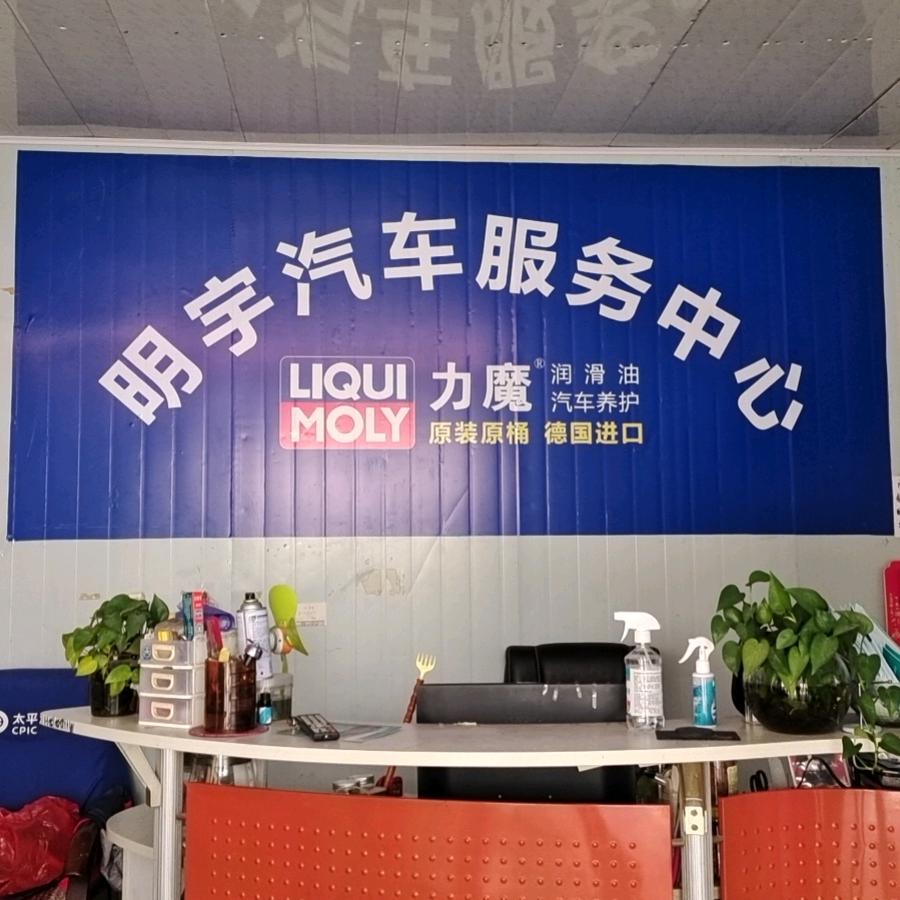 明宇汽车服务中心
LIQUI
MOLY
力魔®
润滑油
汽车养护
原装原桶 德国进口
太平
CPIC